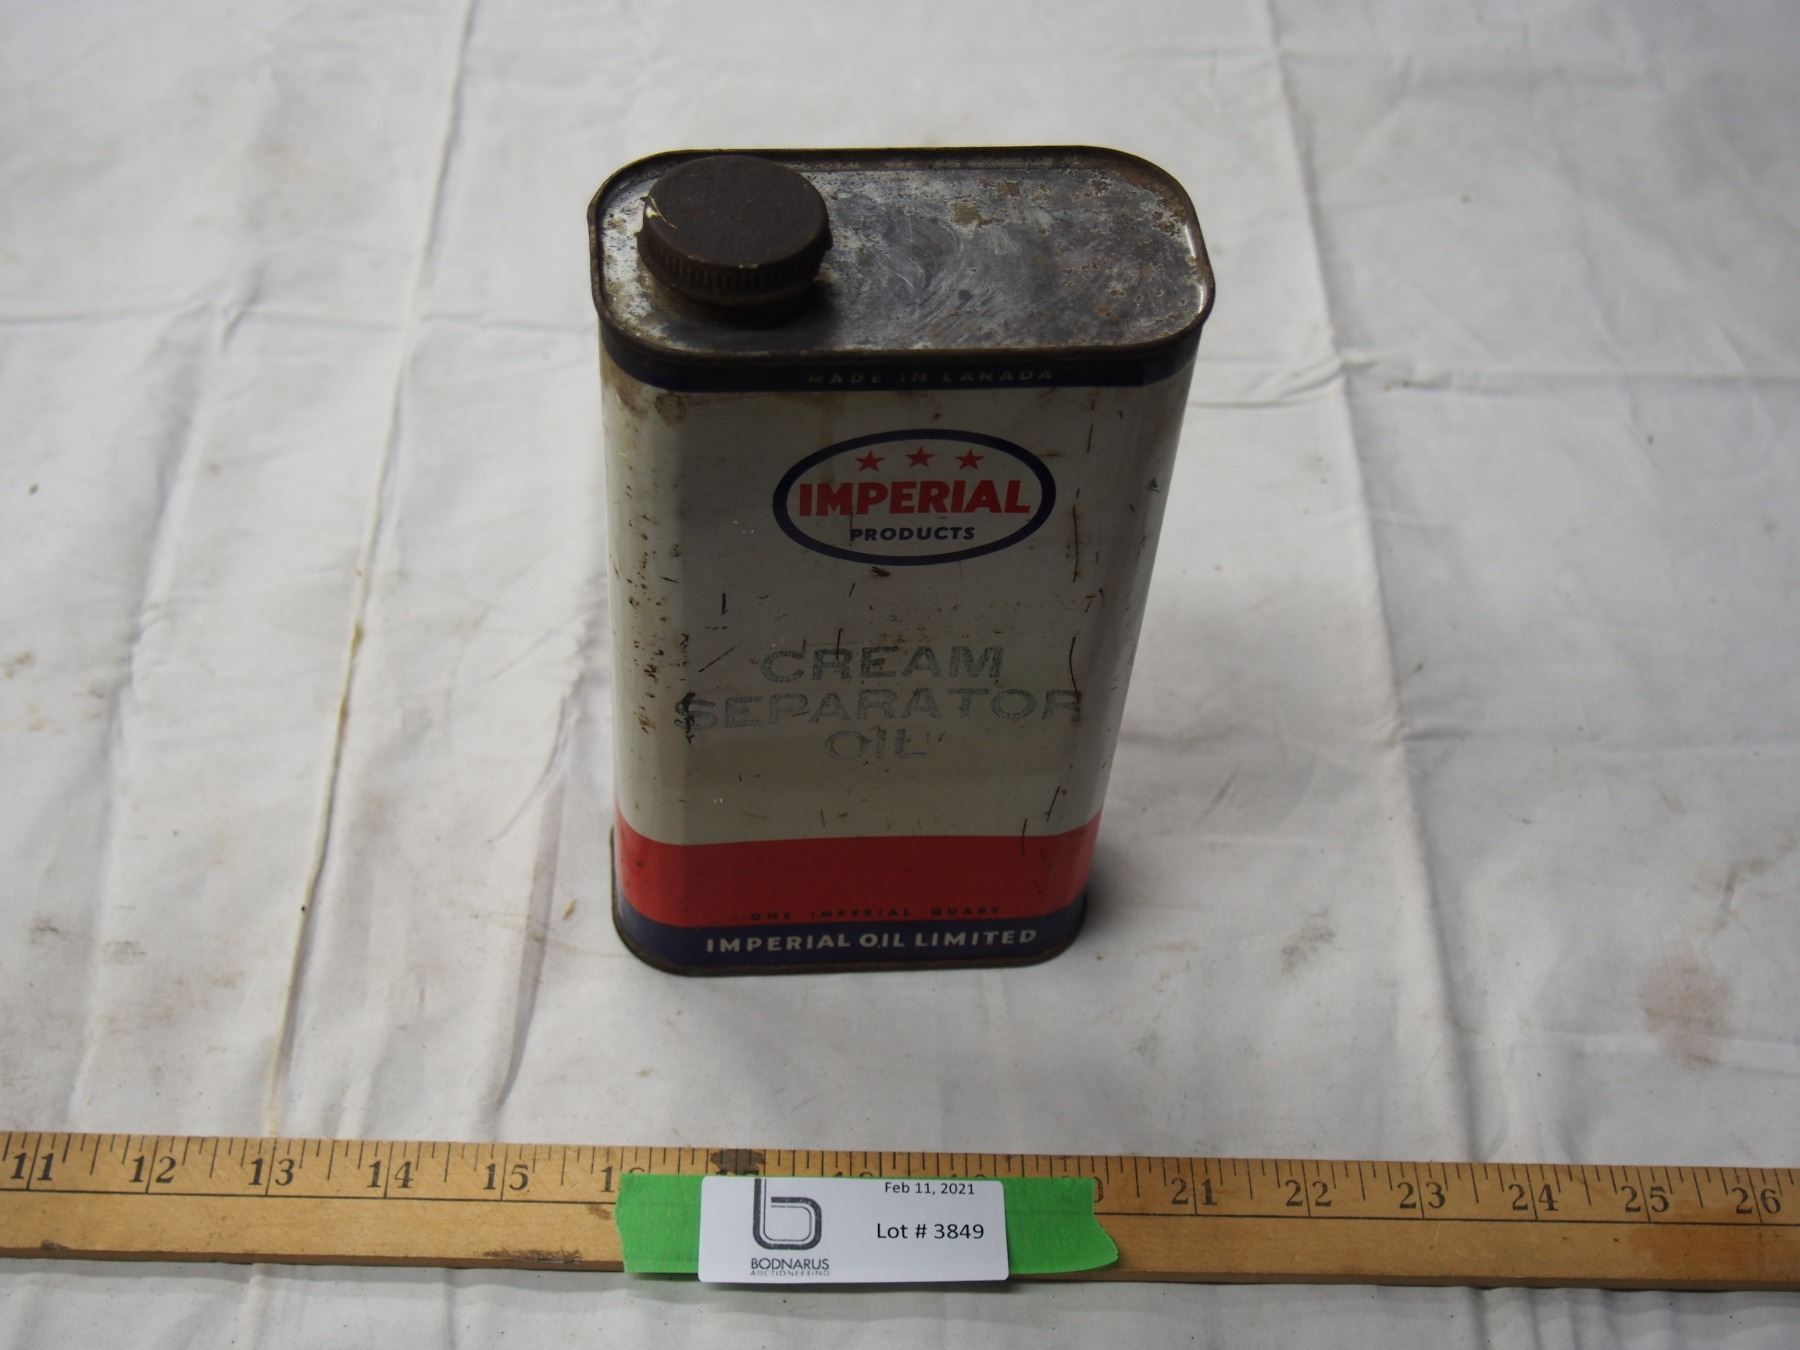 MADE IN CANADA
IMPERIAL
PRODUCTS
CREAM
SEPARATOR
OIL
ONE IMPERIAL QUART
IMPERIAL OIL LIMITED
11 12 13 14 15 21 22 23 24 25 26
Feb 11, 2021
Lot # 3849
b
BODNARUS
AUCTIONEERING